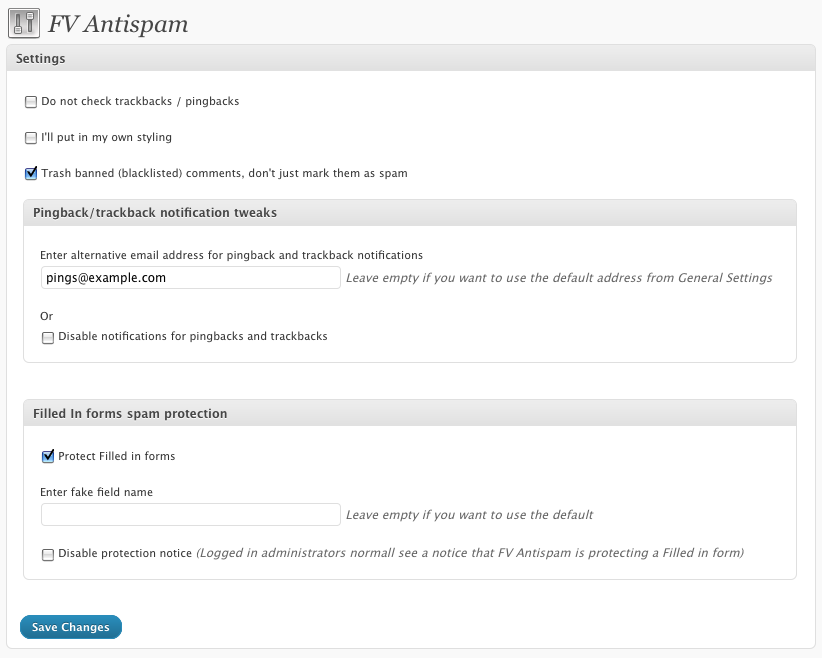 FV Antispam
Settings
Do not check trackbacks / pingbacks
I'll put in my own styling
Trash banned (blacklisted) comments, don't just mark them as spam
Pingback/trackback notification tweaks
Enter alternative email address for pingback and trackback notifications
pings@example.com Leave empty if you want to use the default address from General Settings
Or
Disable notifications for pingbacks and trackbacks
Filled In forms spam protection
Protect Filled in forms
Enter fake field name
Leave empty if you want to use the default
Disable protection notice (Logged in administrators normall see a notice that FV Antispam is protecting a Filled in form)
Save Changes